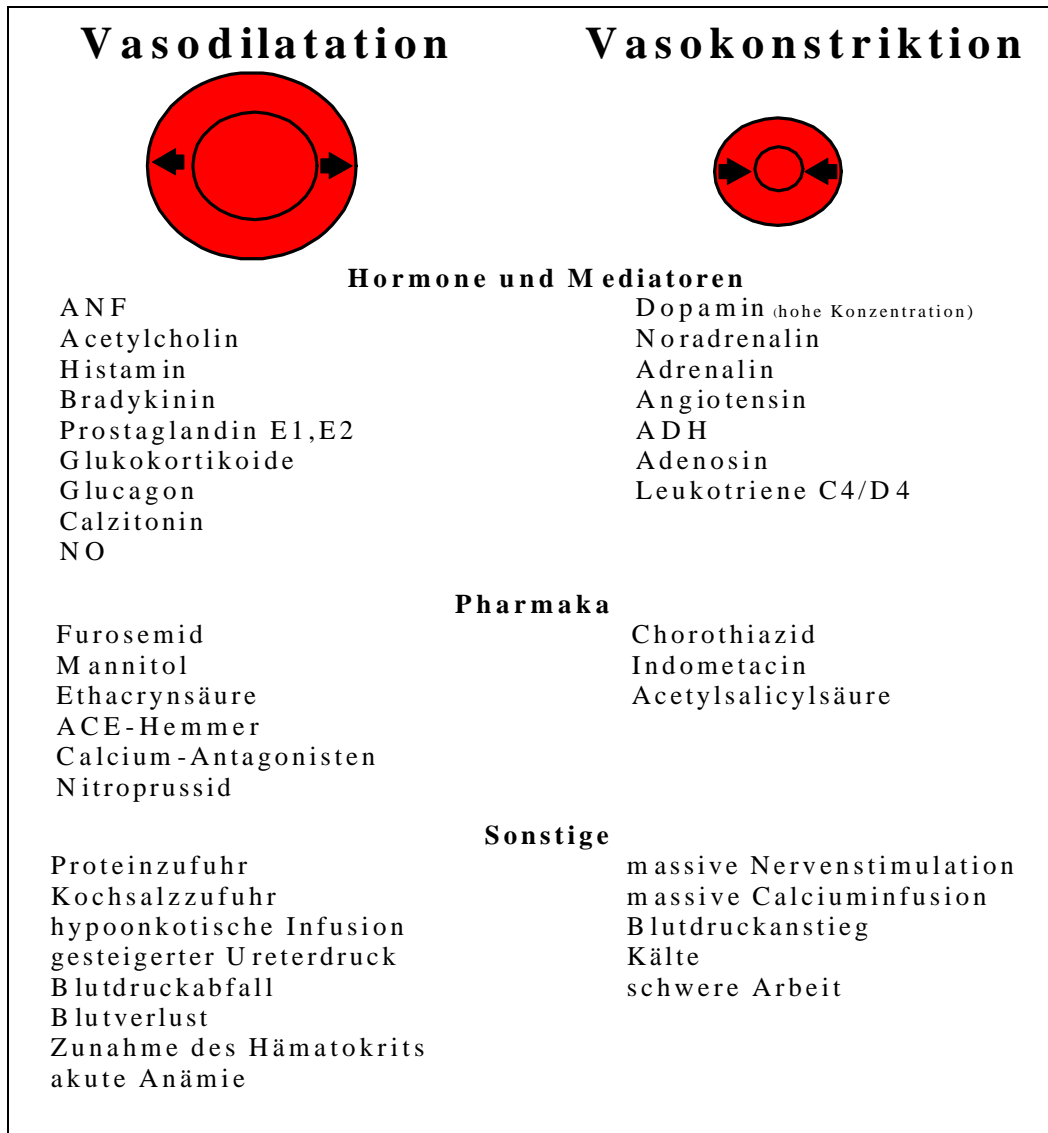 Vasodilatation Vasokonstriktion
Hormone und Mediatoren
ANF Dopamin (hohe Konzentration)
Acetylcholin Noradrenalin
Histamin Adrenalin
Bradykinin Angiotensin
Prostaglandin E1,E2 ADH
Glukokortikoide Adenosin
Glucagon Leukotriene C4/D4
Calzitonin
NO
Pharmaka
Furosemid Chorothiazid
Mannitol Indometacin
Ethacrynsäure Acetylsalicylsäure
ACE-Hemmer
Calcium-Antagonisten
Nitroprussid
Sonstige
Proteinzufuhr massive Nervenstimulation
Kochsalzzufuhr massive Calciuminfusion
hypoonkotische Infusion Blutdruckanstieg
gesteigerter Ureterdruck Kälte
Blutdruckabfall schwere Arbeit
Blutverlust
Zunahme des Hämatokrits
akute Anämie